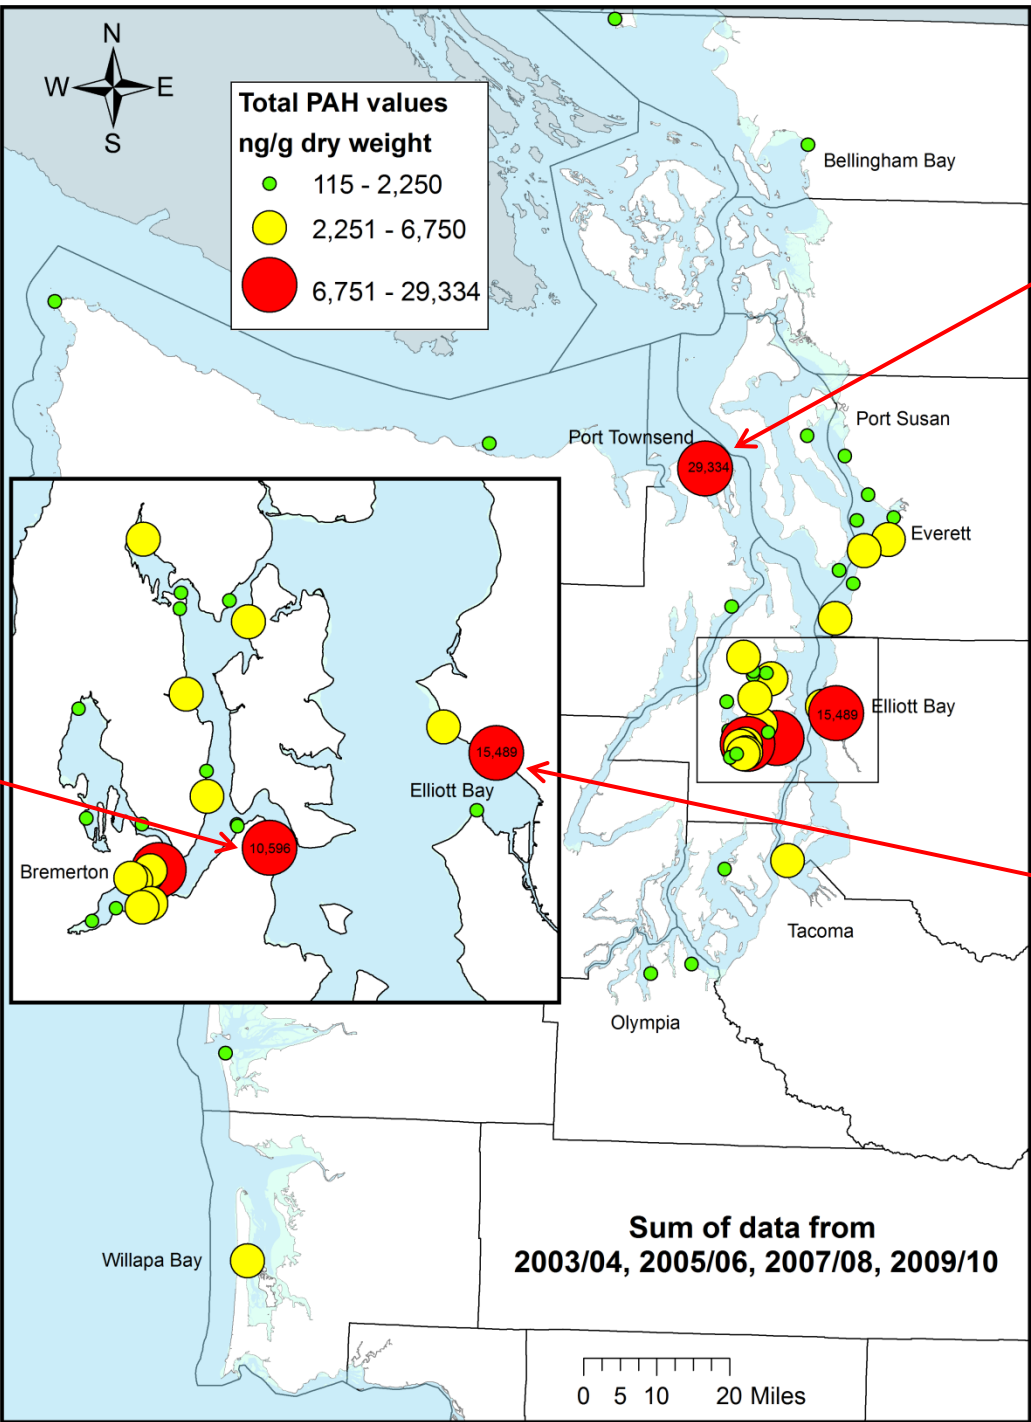 N
W E
S
Total PAH values
ng/g dry weight
115 - 2,250
2,251 - 6,750
6,751 - 29,334
Bellingham Bay
Port Susan
Port Townsend
29,334
Everett
Elliott Bay
15,489
15,489
Elliott Bay
10,596
Bremerton
Tacoma
Olympia
Willapa Bay
Sum of data from
2003/04, 2005/06, 2007/08, 2009/10
0 5 10 20 Miles